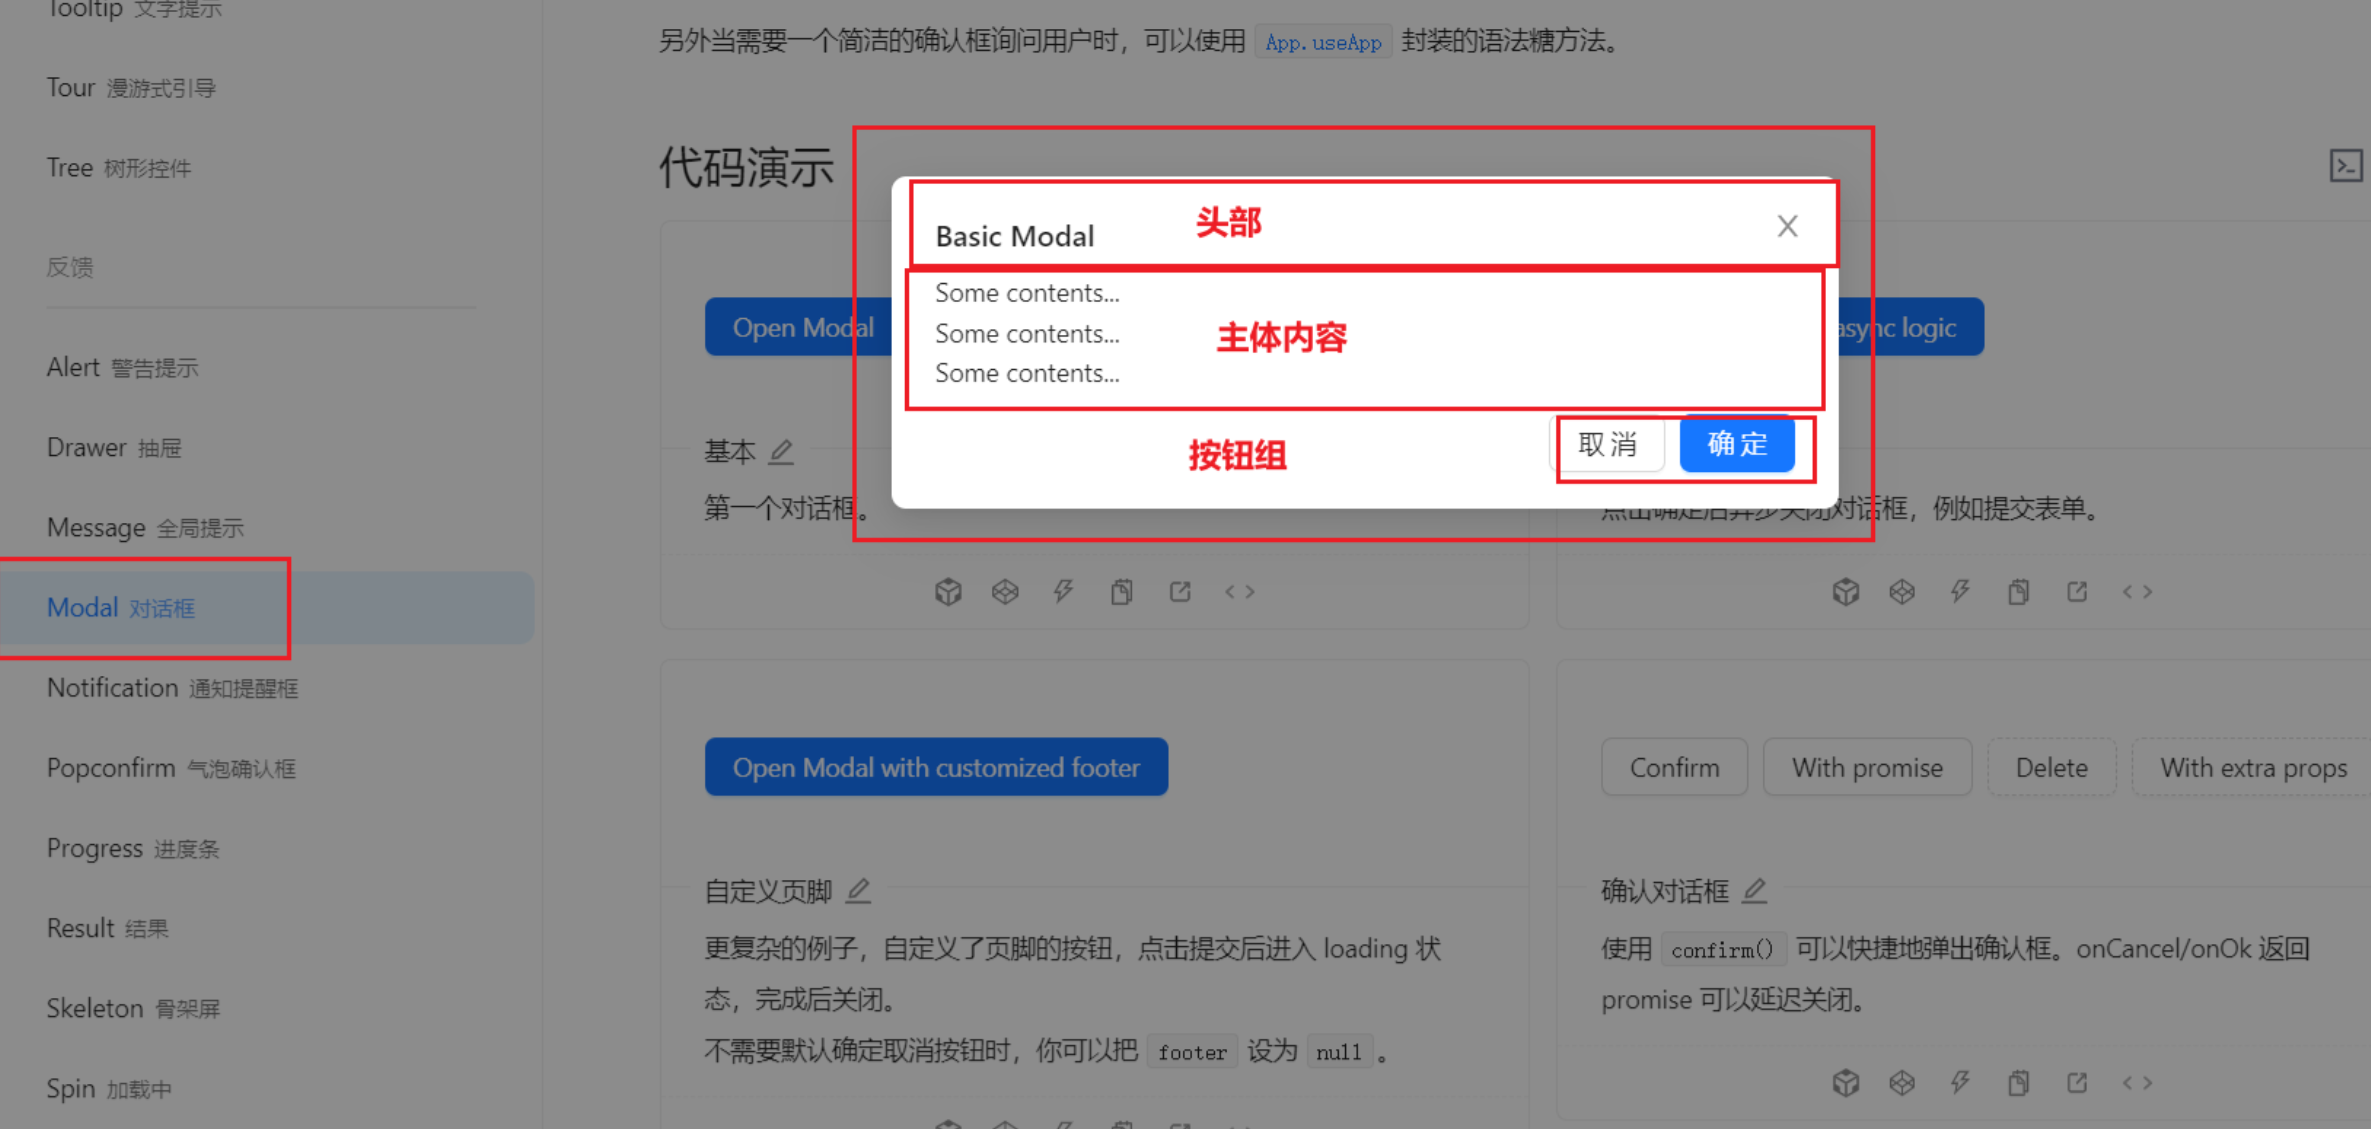 Tooltip 文字提示
Tour 漫游式引导
Tree 树形控件
反馈
Alert 警告提示
Drawer 抽屉
Message 全局提示
Modal 对话框
Notification 通知提醒框
Popconfirm 气泡确认框
Progress 进度条
Result 结果
Skeleton 骨架屏
Spin 加载中
另外当需要一个简洁的确认框询问用户时，可以使用 App.useApp 封装的语法糖方法。
代码演示
Open Modal
基本
第一个对话框。
Basic Modal
头部
Some contents...
Some contents...
主体内容
Some contents...
按钮组
取消
确定
async logic
点击确定后异步关闭对话框，例如提交表单。
Open Modal with customized footer
自定义页脚
更复杂的例子，自定义了页脚的按钮，点击提交后进入 loading 状
态，完成后关闭。
不需要默认确定取消按钮时，你可以把 footer 设为 null 。
Confirm
With promise
Delete
With extra props
确认对话框
使用 confirm() 可以快捷地弹出确认框。onCancel/onOk 返回
promise 可以延迟关闭。